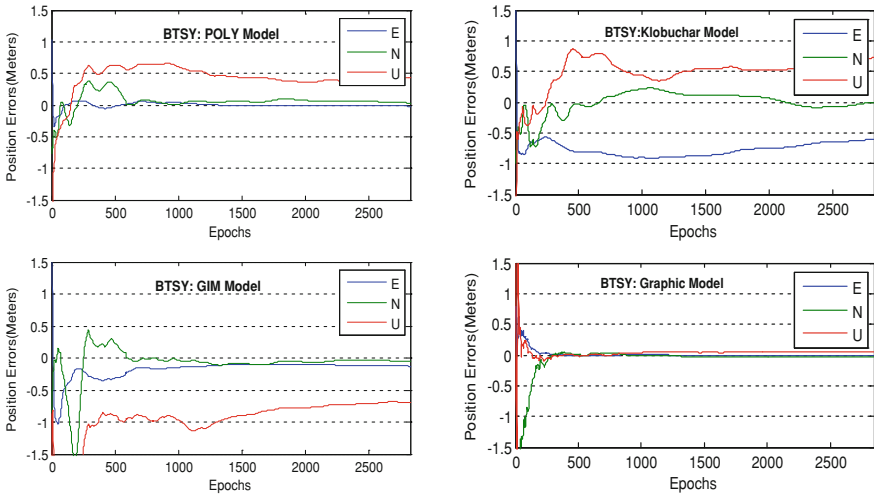 BTSY: POLY Model
E
N
U
Position Errors(Meters)
1.5
1
0.5
0
-0.5
-1
-1.5
0
500
1000
1500
2000
2500
Epochs
BTSY:Klobuchar Model
E
N
U
Position Errors(Meters)
1.5
1
0.5
0
-0.5
-1
-1.5
0
500
1000
1500
2000
2500
Epochs
BTSY: GIM Model
E
N
U
Position Errors(Meters)
1.5
1
0.5
0
-0.5
-1
-1.5
0
500
1000
1500
2000
2500
Epochs
BTSY: Graphic Model
E
N
U
Position Errors(Meters)
1.5
1
0.5
0
-0.5
-1
-1.5
0
500
1000
1500
2000
2500
Epochs